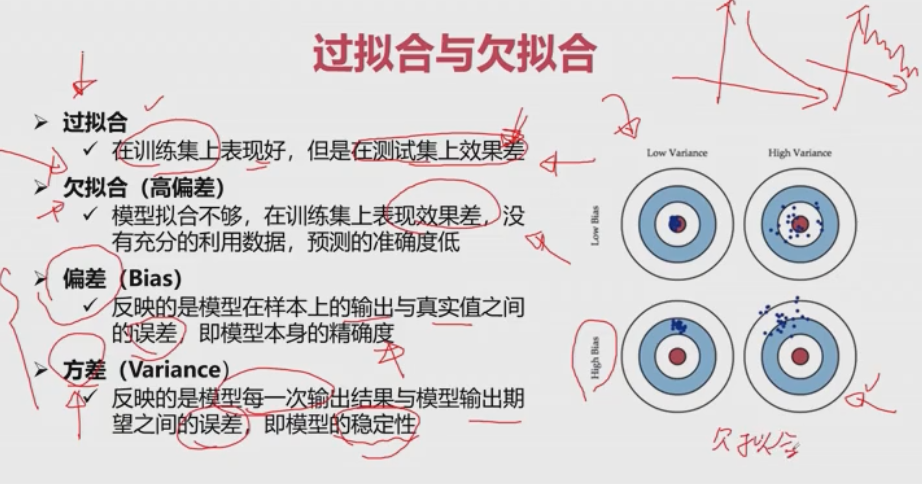 过拟合与欠拟合
过拟合
在训练集上表现好，但是在测试集上效果差
欠拟合（高偏差）
模型拟合不够，在训练集上表现效果差，没
有充分的利用数据，预测的准确度低
偏差（Bias）
反映的是模型在样本上的输出与真实值之间
的误差，即模型本身的精确度
方差（Variance）
反映的是模型每一次输出结果与模型输出期
望之间的误差，即模型的稳定性
Low Variance
High Variance
Low Bias
High Bias
欠拟合